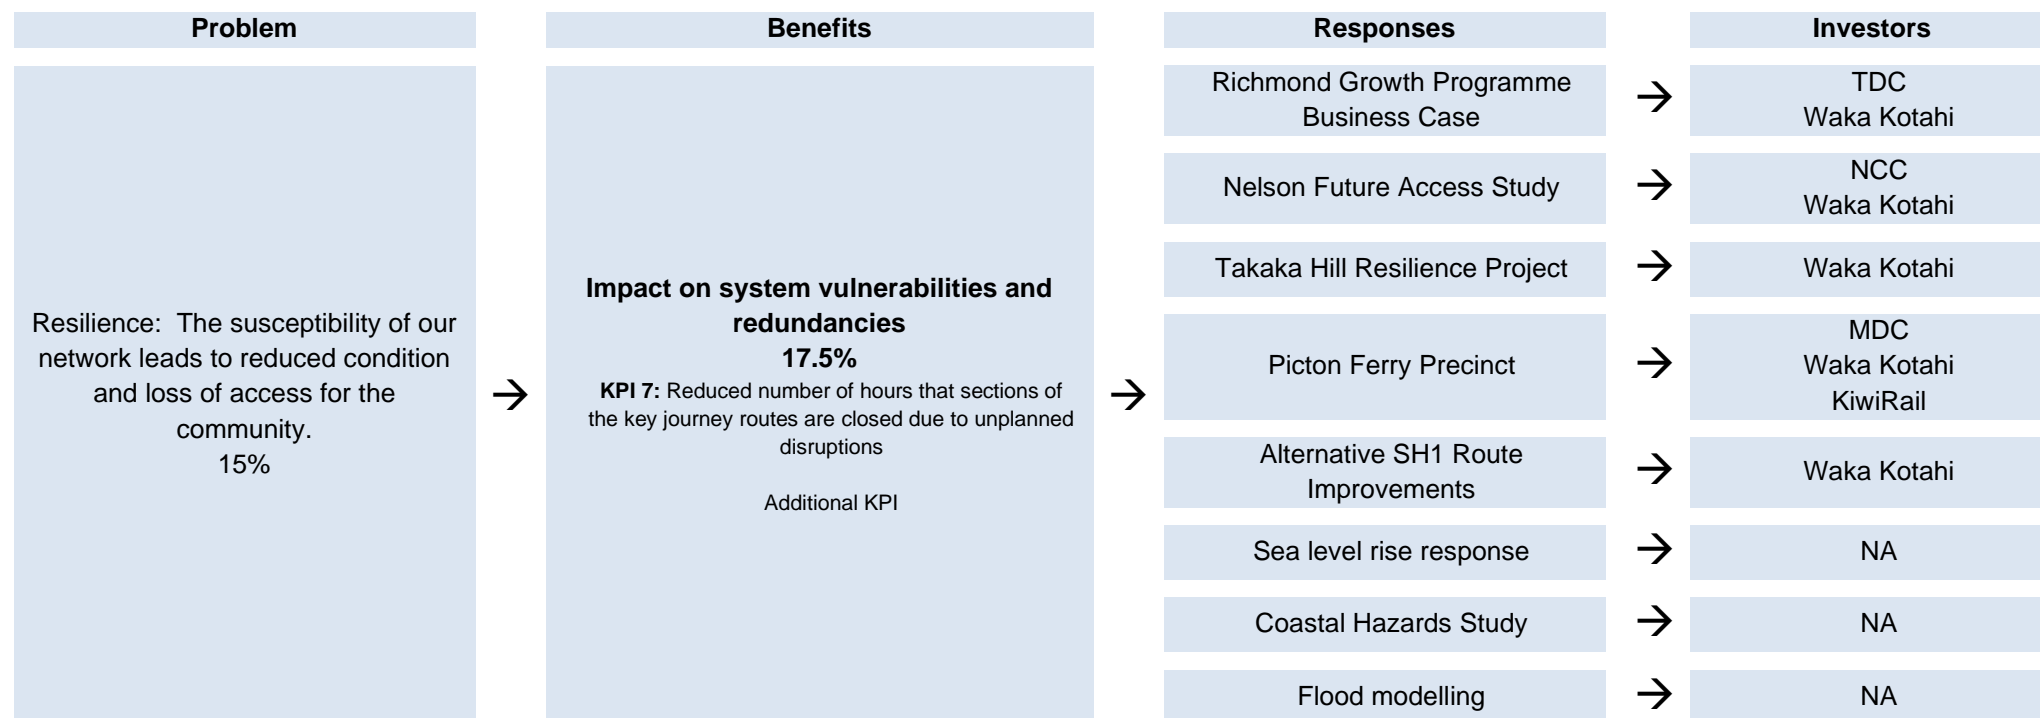 Problem
Benefits
Responses
Investors
Resilience:  The susceptibility of our
network leads to reduced condition
and loss of access for the
community.
15%
→
Impact on system vulnerabilities and
redundancies
17.5%
KPI 7: Reduced number of hours that sections of
the key journey routes are closed due to unplanned
disruptions
Additional KPI
→
Richmond Growth Programme
Business Case
→
TDC
Waka Kotahi
Nelson Future Access Study
→
NCC
Waka Kotahi
Takaka Hill Resilience Project
→
Waka Kotahi
Picton Ferry Precinct
→
MDC
Waka Kotahi
KiwiRail
Alternative SH1 Route
Improvements
→
Waka Kotahi
Sea level rise response
→
NA
Coastal Hazards Study
→
NA
Flood modelling
→
NA